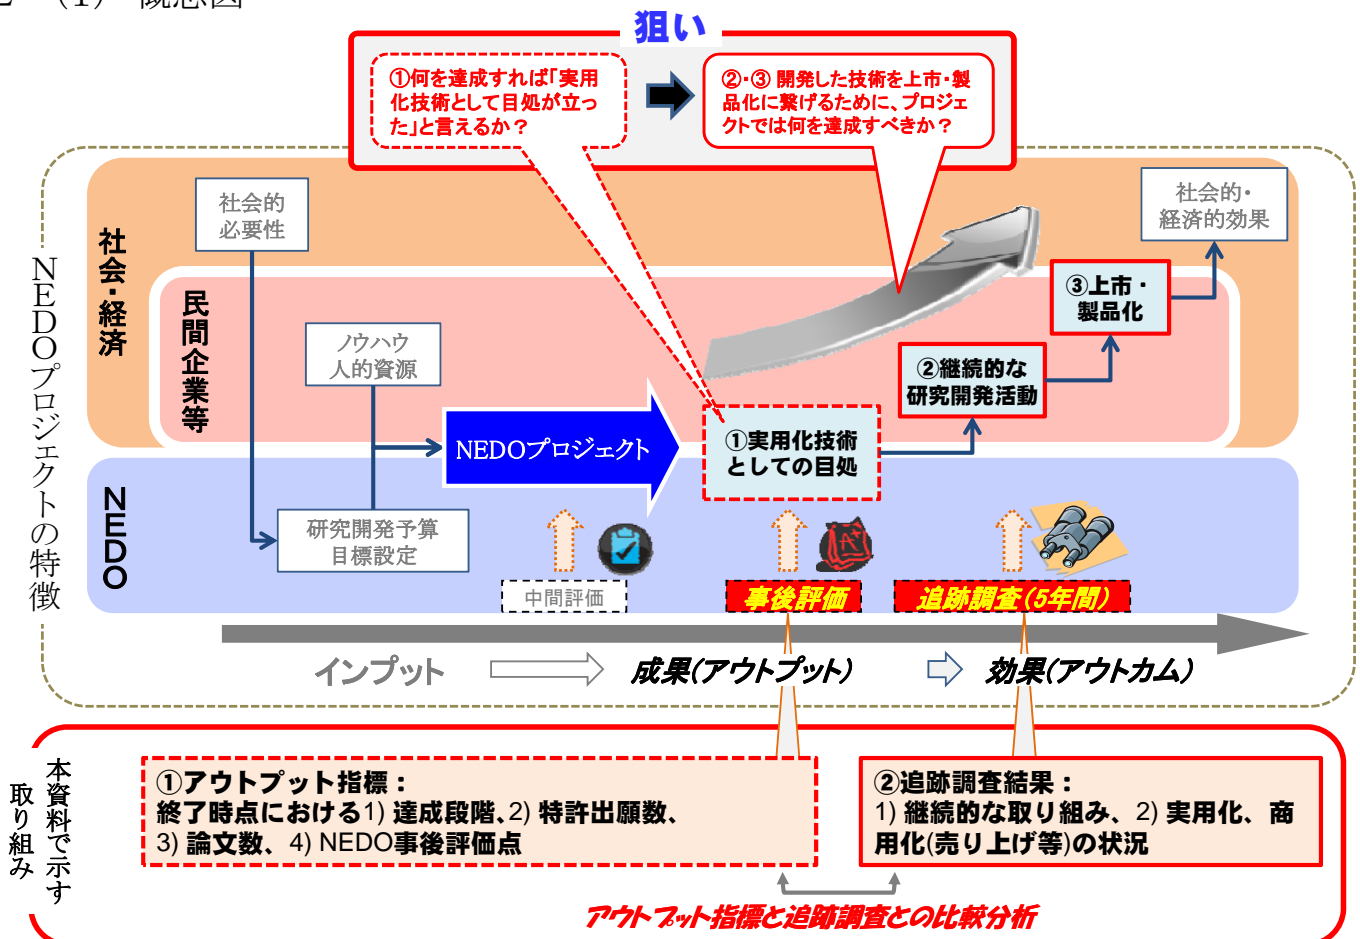 (1) 概念図
狙い
①何を達成すれば「実用
化技術として目処が立っ
た」と言えるか？
②・③ 開発した技術を上市・製
品化に繋げるために、プロジェ
クトでは何を達成すべきか？
NEDOプロジェクトの特徴
社会・経済
社会的
必要性
社会的・
経済的効果
民間企業等
ノウハウ
人的資源
③上市・
製品化
②継続的な
研究開発活動
NEDOプロジェクト
①実用化技術
としての目処
NEDO
研究開発予算
目標設定
中間評価
事後評価
追跡調査(5年間)
インプット
成果(アウトプット)
効果(アウトカム)
本資料で示す
取り組み
①アウトプット指標：
終了時点における1) 達成段階、2) 特許出願数、
3) 論文数、4) NEDO事後評価点
②追跡調査結果：
1) 継続的な取り組み、2) 実用化、商
用化(売り上げ等)の状況
アウトプット指標と追跡調査との比較分析